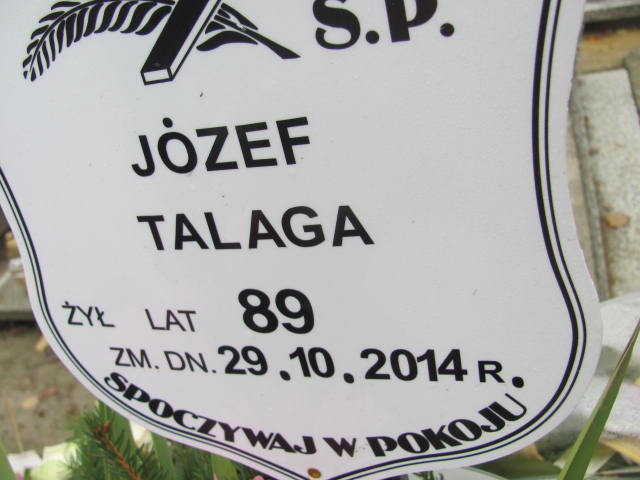 S.P.
JÓZEF
TALAGA
ŻYŁ LAT 89
ZM. DN. 29.10.2014 R.
SPOCZYWAJ W POKOJU.